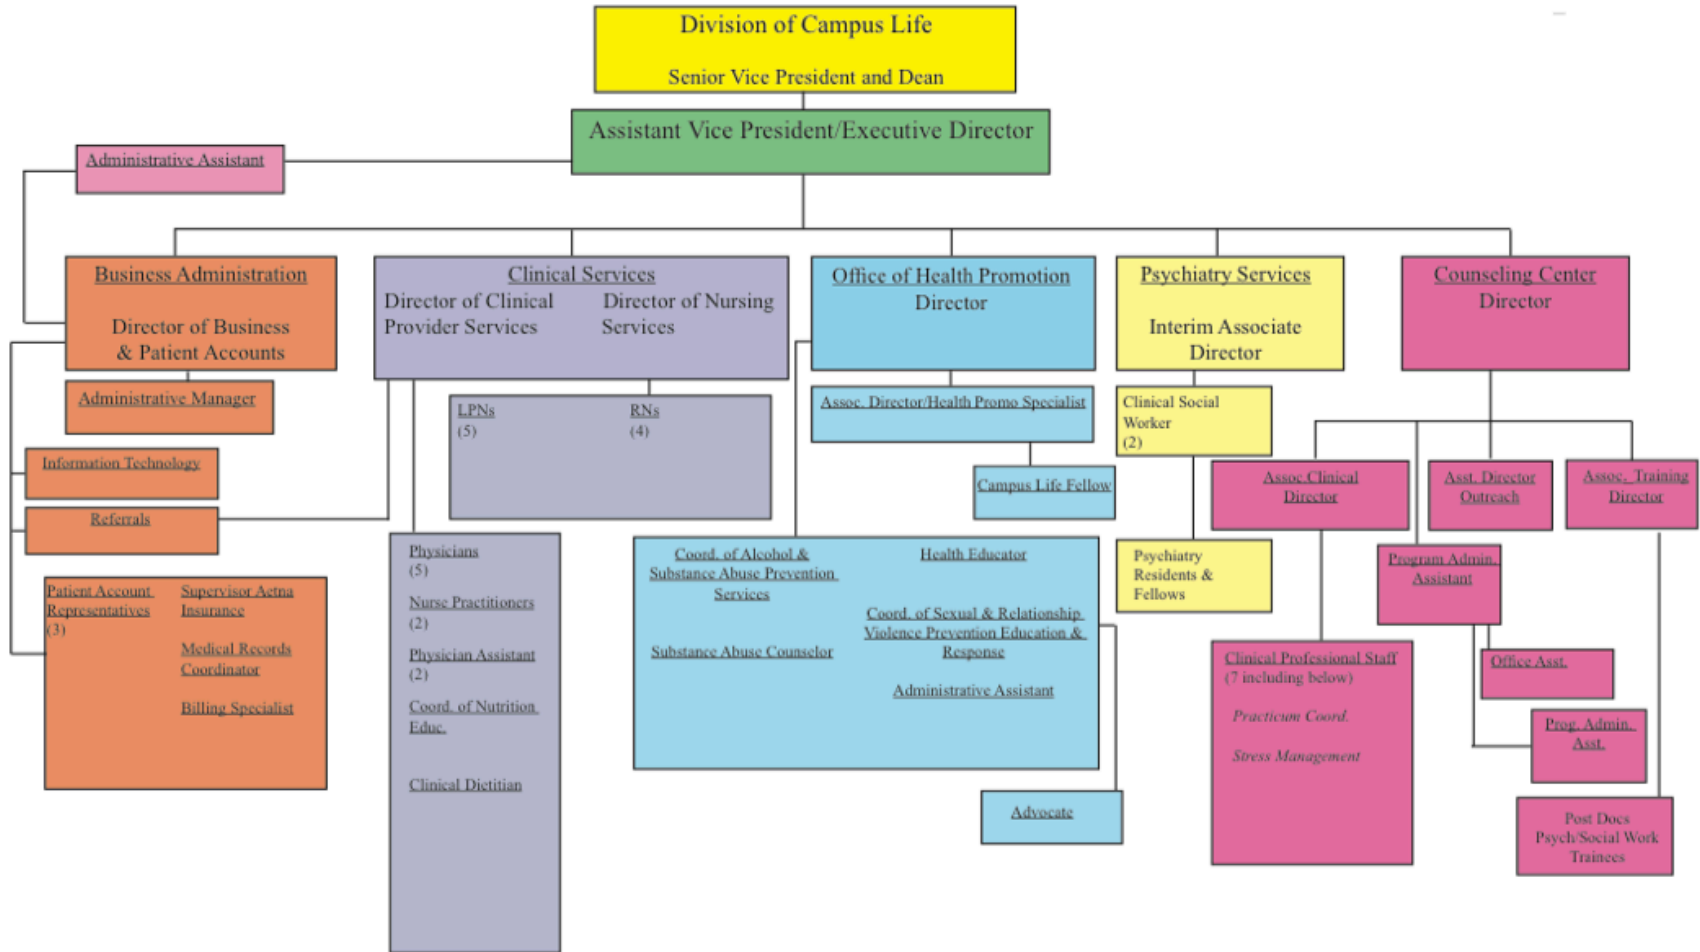 Division of Campus Life
Senior Vice President and Dean
Assistant Vice President/Executive Director
Administrative Assistant
Business Administration
Director of Business
& Patient Accounts
Clinical Services
Director of Clinical
Provider Services
Director of Nursing
Services
Office of Health Promotion
Director
Psychiatry Services
Interim Associate
Director
Counseling Center
Director
Administrative Manager
Information Technology
Referrals
Patient Account
Representatives
(3)
Supervisor Aetna
Insurance
Medical Records
Coordinator
Billing Specialist
LPNs
(5)
RNs
(4)
Physicians
(5)
Nurse Practitioners
(2)
Physician Assistant
(2)
Coord. of Nutrition
Educ.
Clinical Dietitian
Assoc. Director/Health Promo Specialist
Campus Life Fellow
Coord. of Alcohol &
Substance Abuse Prevention
Services
Substance Abuse Counselor
Health Educator
Coord. of Sexual & Relationship
Violence Prevention Education &
Response
Administrative Assistant
Advocate
Clinical Social
Worker
(2)
Psychiatry
Residents &
Fellows
Assoc.Clinical
Director
Asst. Director
Outreach
Assoc. Training
Director
Program Admin.
Assistant
Clinical Professional Staff
(7 including below)
Practicum Coord.
Stress Management
Office Asst.
Prog. Admin.
Asst.
Post Docs
Psych/Social Work
Trainees